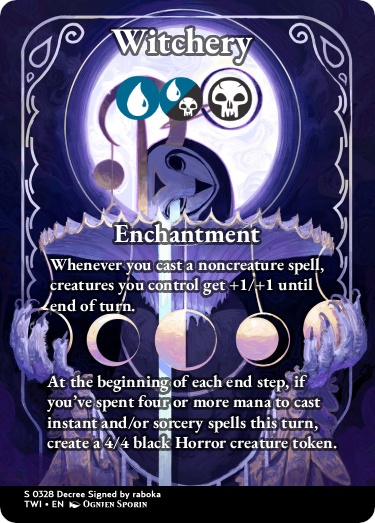 Witchery
Enchantment
Whenever you cast a noncreature spell,
creatures you control get +1/+1 until
end of turn.
At the beginning of each end step, if
you've spent four or more mana to cast
instant and/or sorcery spells this turn,
create a 4/4 black Horror creature token.
S 0328 Decree Signed by raboka
TWI • EN Ognjen Sporin